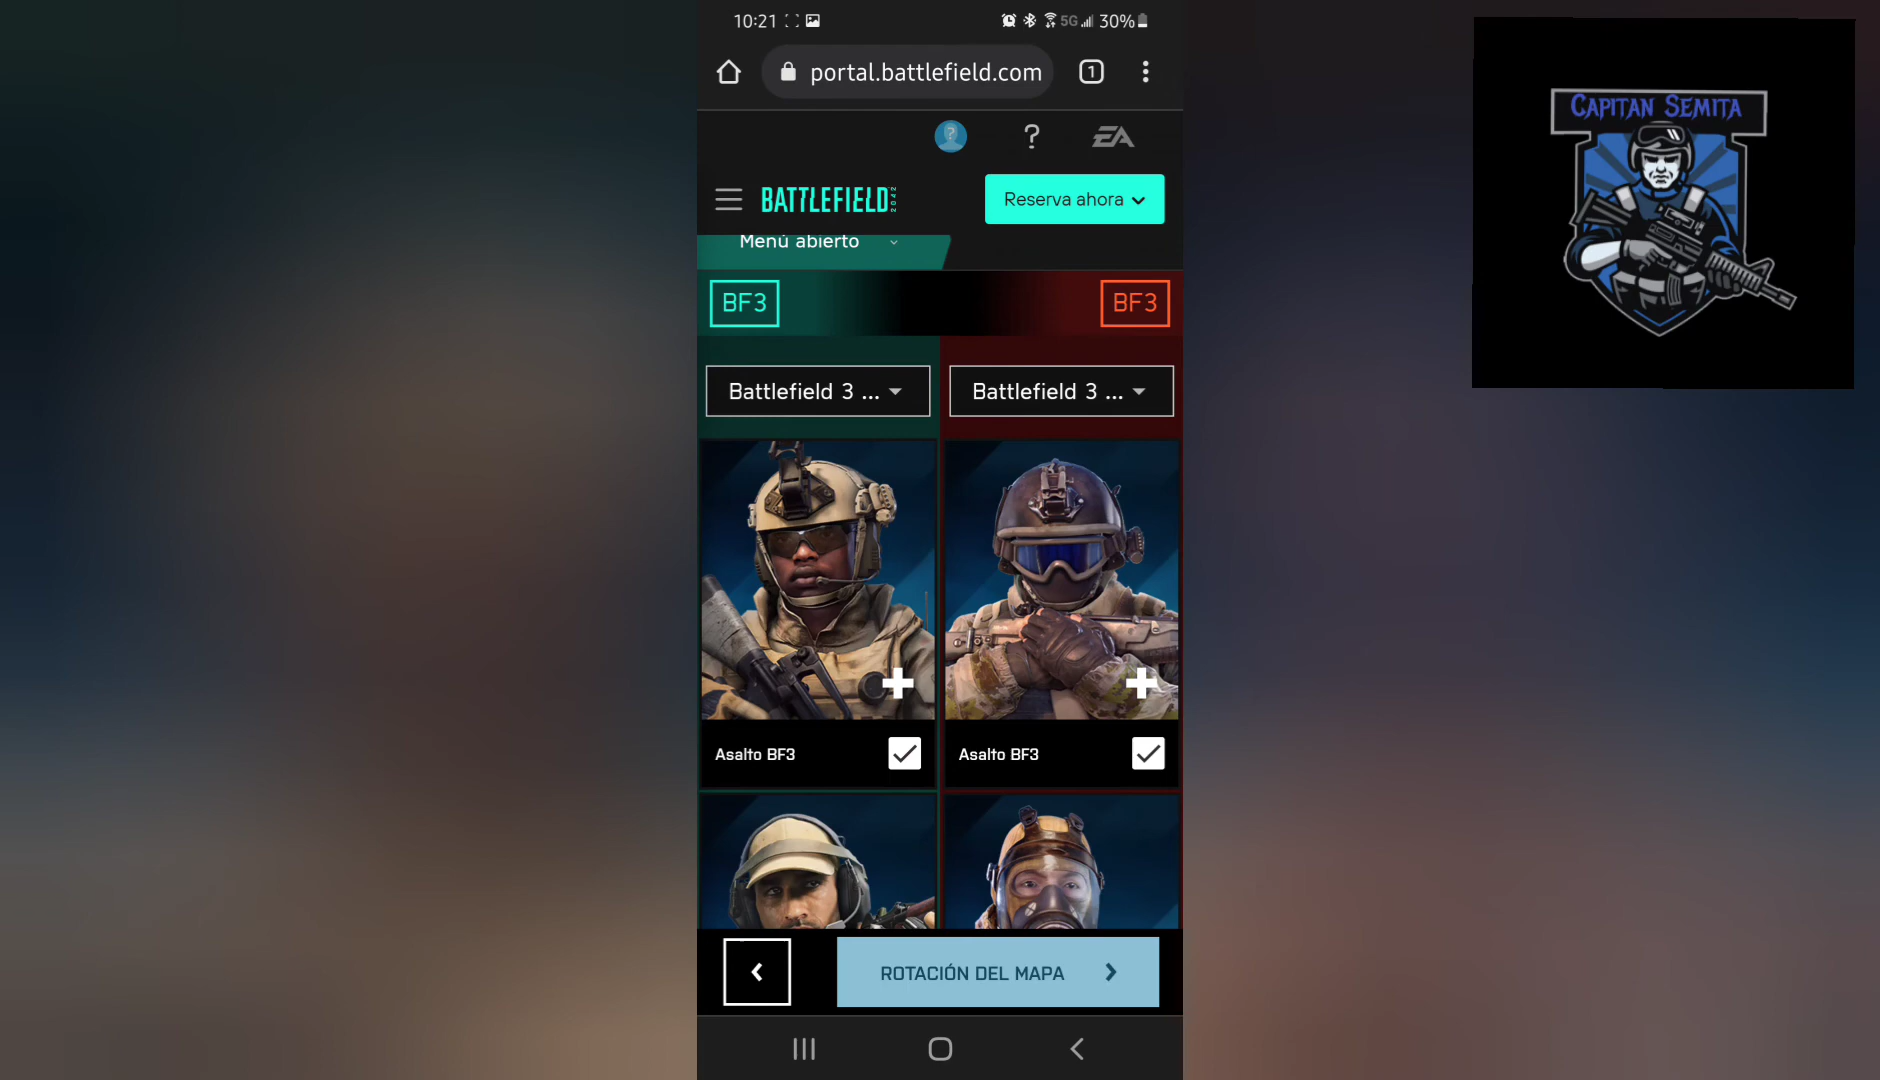 10:21
5G
30%
portal.battlefield.com
1
?
EA
BATTLEFIELD 2042
Reserva ahora
Menú abierto
BF3
BF3
Battlefield 3 ...
Battlefield 3 ...
Asalto BF3
Asalto BF3
ROTACIÓN DEL MAPA
CAPITAN SEMITA